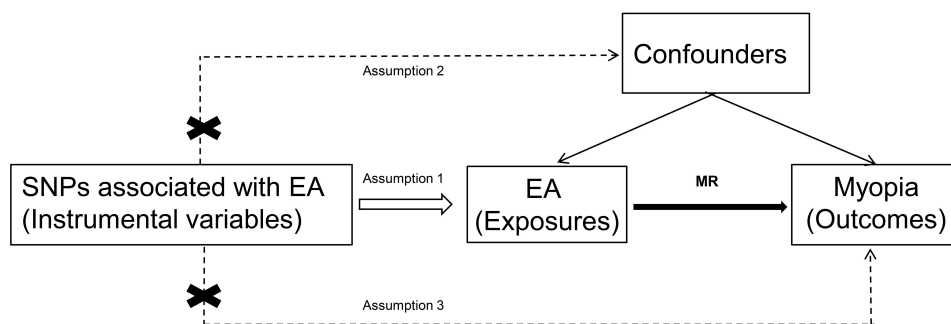 Confounders
Assumption 2
SNPs associated with EA
(Instrumental variables)
Assumption 1
EA
(Exposures)
MR
Myopia
(Outcomes)
Assumption 3